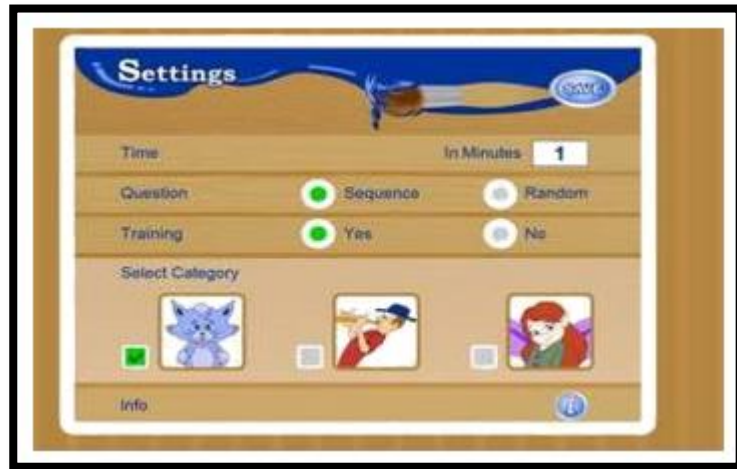 Settings
SAVE
Time In Minutes 1
Question Sequence Random
Training Yes No
Select Category
Info
i